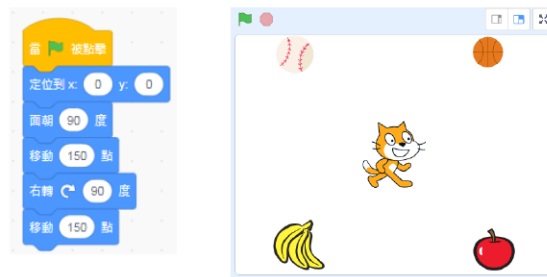 當 被點擊
定位到 x: 0 y: 0
面朝 90 度
移動 150 點
右轉 90 度
移動 150 點